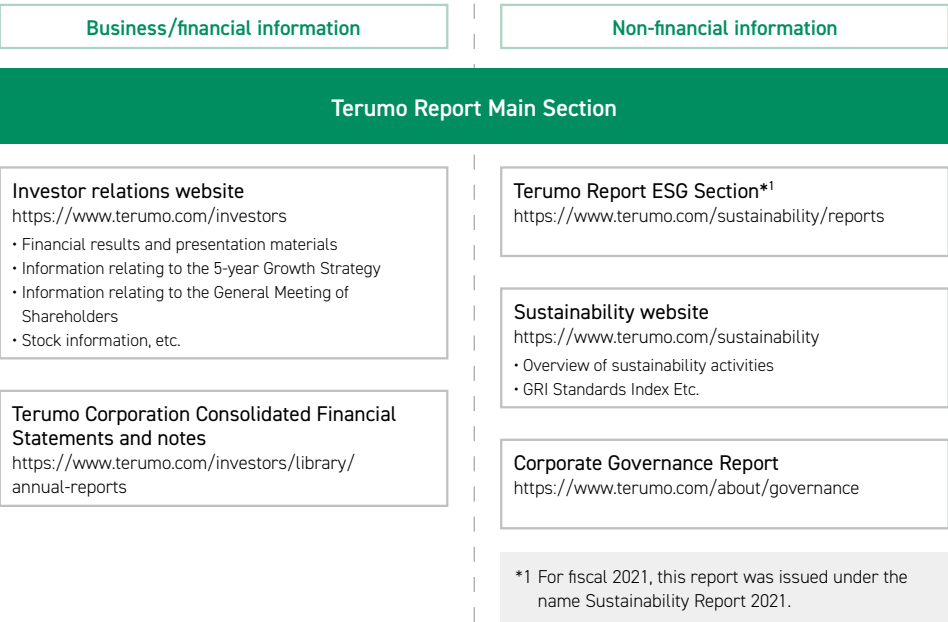 Business/financial information
Non-financial information
Terumo Report Main Section
Investor relations website
https://www.terumo.com/investors
・Financial results and presentation materials
・Information relating to the 5-year Growth Strategy
・Information relating to the General Meeting of
Shareholders
・Stock information, etc.
Terumo Corporation Consolidated Financial
Statements and notes
https://www.terumo.com/investors/library/
annual-reports
Terumo Report ESG Section*1
https://www.terumo.com/sustainability/reports
Sustainability website
https://www.terumo.com/sustainability
・Overview of sustainability activities
・GRI Standards Index Etc.
Corporate Governance Report
https://www.terumo.com/about/governance
*1 For fiscal 2021, this report was issued under the
name Sustainability Report 2021.